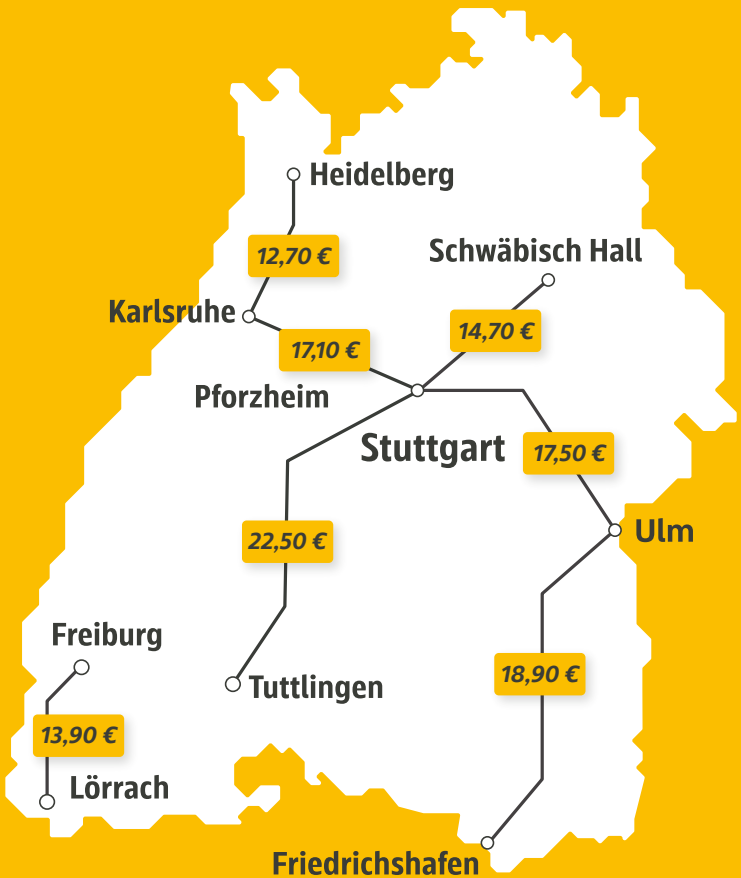 Heidelberg
Schwäbisch Hall
12,70 €
Karlsruhe
14,70 €
17,10 €
Pforzheim
Stuttgart
17,50 €
Ulm
22,50 €
Freiburg
18,90 €
Tuttlingen
13,90 €
Lörrach
Friedrichshafen